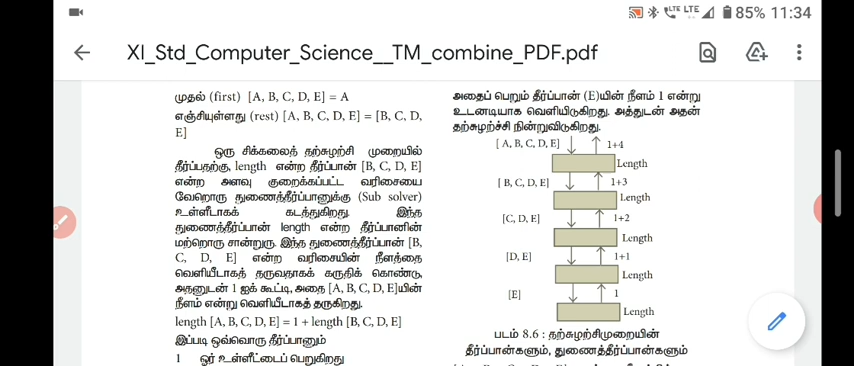 LTE LTE 85% 11:34
XI_Std_Computer_Science__TM_combine_PDF.pdf
முதல் (first) [A, B, C, D, E] = A
எஞ்சியுள்ளது (rest) [A, B, C, D, E] = [B, C, D,
E]
ஒரு சிக்கலைத் தற்சுழற்சி முறையில்
தீர்ப்பதற்கு, length என்ற தீர்ப்பான் [B, C, D, E]
என்ற அளவு குறைக்கப்பட்ட வரிசையை
வேறொரு துணைத்தீர்ப்பானுக்கு (Sub solver)
உள்ளீடாகக் கடத்துகிறது. இந்த
துணைத்தீர்ப்பான் length என்ற தீர்ப்பானின்
மற்றொரு சான்றுரு. இந்த துணைத்தீர்ப்பான் [B,
C, D, E] என்ற வரிசையின் நீளத்தை
வெளியீடாகத் தருவதாகக் கருதிக் கொண்டு,
அதனுடன் 1 ஐக் கூட்டி, அதை [A, B, C, D, E]யின்
நீளம் என்று வெளியீடாகத் தருகிறது.
length [A, B, C, D, E] = 1 + length [B, C, D, E]
இப்படி ஒவ்வொரு தீர்ப்பானும்
1 ஓர் உள்ளீட்டைப் பெறுகிறது
அதைப் பெறும் தீர்ப்பான் (E)யின் நீளம் 1 என்று
உடனடியாக வெளியிடுகிறது. அத்துடன் அதன்
தற்சுழற்ச்சி நின்றுவிடுகிறது.
[ A, B, C, D, E] 1+4
Length
[ B, C, D, E] 1+3
Length
[C, D, E] 1+2
Length
[D, E] 1+1
Length
[E] 1
Length
படம் 8.6 : தற்சுழற்சிமுறையின்
தீர்ப்பான்களும், துணைத்தீர்ப்பான்களும்